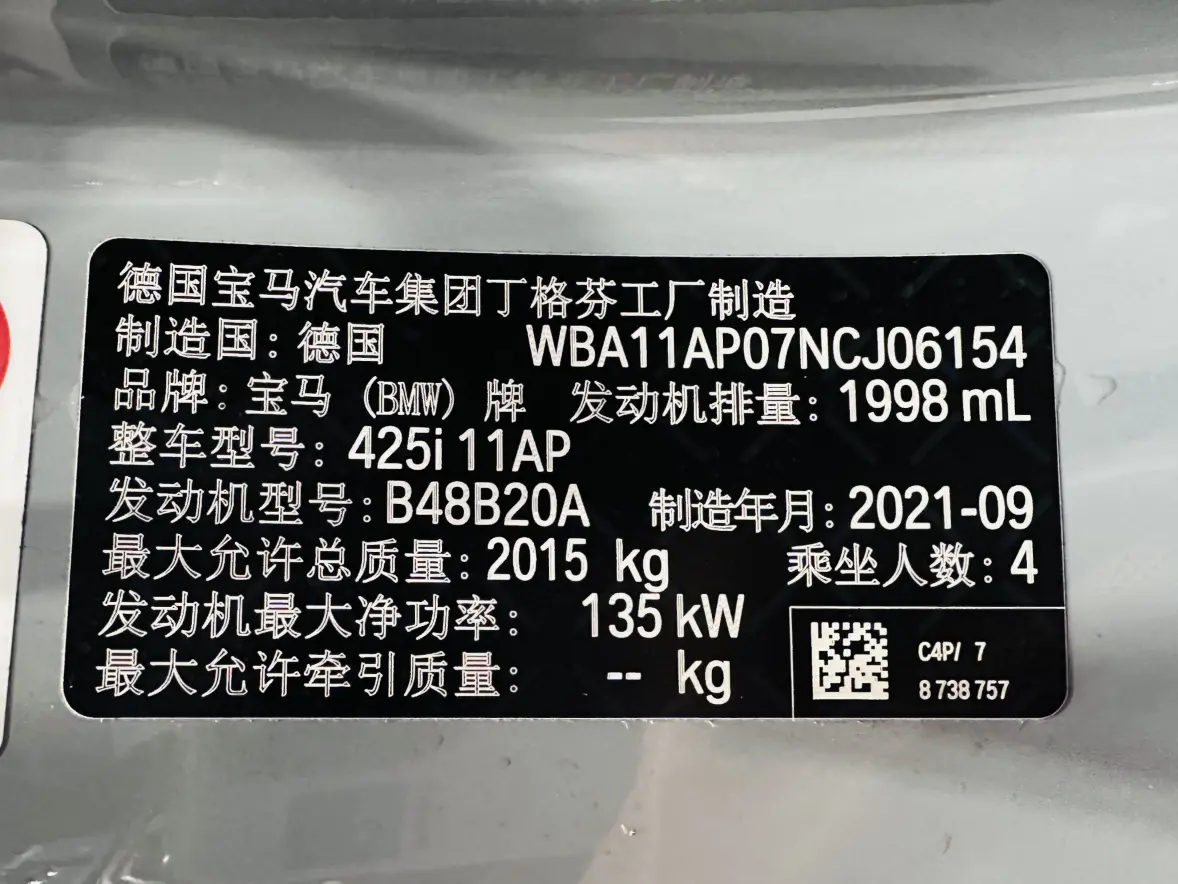 德国宝马汽车集团丁格芬工厂制造
制造国: 德国 WBA11AP07NCJ06154
品牌: 宝马 (BMW) 牌 发动机排量: 1998 mL
整车型号: 425i 11AP
发动机型号: B48B20A 制造年月: 2021-09
最大允许总质量: 2015 kg 乘坐人数: 4
发动机最大净功率: 135 kW
最大允许牵引质量: -- kg
C4P/ 7
8 738 757